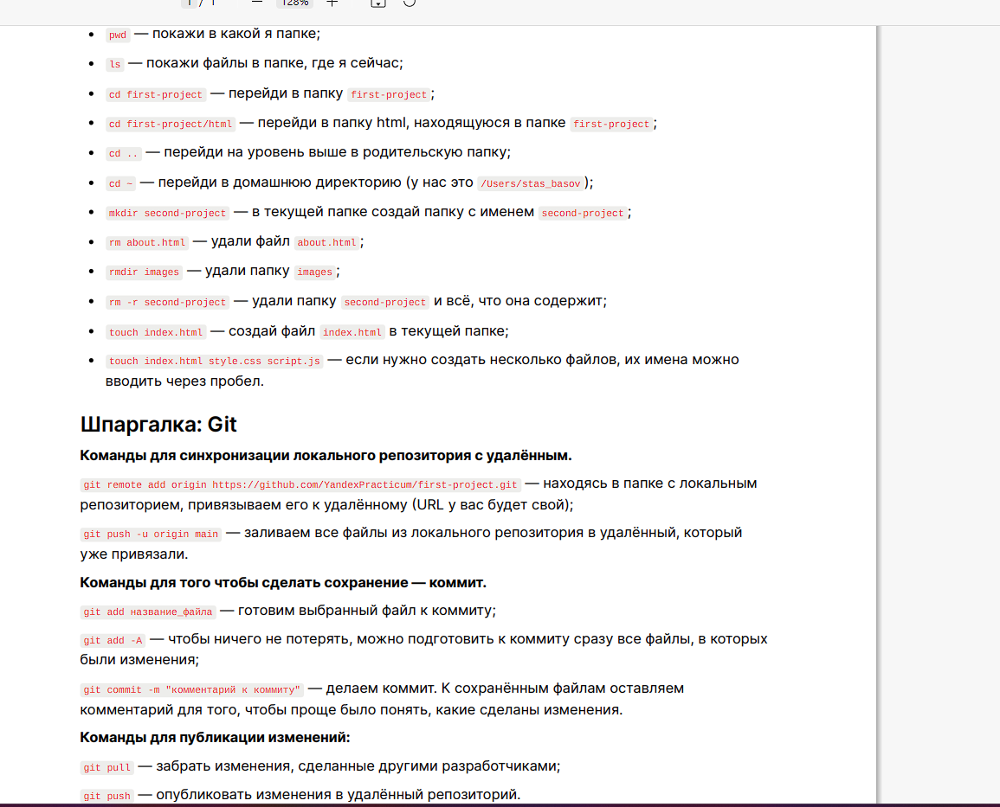 1 / 1 — 128% +
• pwd — покажи в какой я папке;
• ls — покажи файлы в папке, где я сейчас;
• cd first-project — перейди в папку first-project;
• cd first-project/html — перейди в папку html, находящуюся в папке first-project;
• cd .. — перейди на уровень выше в родительскую папку;
• cd ~ — перейди в домашнюю директорию (у нас это /Users/stas_basov);
• mkdir second-project — в текущей папке создай папку с именем second-project;
• rm about.html — удали файл about.html;
• rmdir images — удали папку images;
• rm -r second-project — удали папку second-project и всё, что она содержит;
• touch index.html — создай файл index.html в текущей папке;
• touch index.html style.css script.js — если нужно создать несколько файлов, их имена можно
вводить через пробел.
Шпаргалка: Git
Команды для синхронизации локального репозитория с удалённым.
git remote add origin https://github.com/YandexPracticum/first-project.git — находясь в папке с локальным
репозиторием, привязываем его к удалённому (URL у вас будет свой);
git push -u origin main — заливаем все файлы из локального репозитория в удалённый, который
уже привязали.
Команды для того чтобы сделать сохранение — коммит.
git add название_файла — готовим выбранный файл к коммиту;
git add -A — чтобы ничего не потерять, можно подготовить к коммиту сразу все файлы, в которых
были изменения;
git commit -m "комментарий к коммиту" — делаем коммит. К сохранённым файлам оставляем
комментарий для того, чтобы проще было понять, какие сделаны изменения.
Команды для публикации изменений:
git pull — забрать изменения, сделанные другими разработчиками;
git push — опубликовать изменения в удалённый репозиторий.